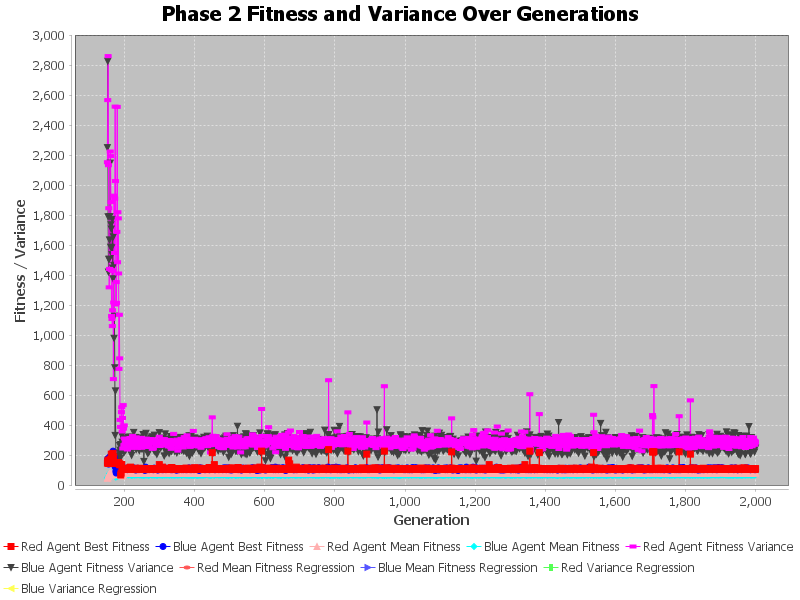 Phase 2 Fitness and Variance Over Generations
3,000
2,800
2,600
2,400
2,200
2,000
1,800
1,600
1,400
1,200
1,000
800
600
400
200
0
Fitness / Variance
200 400 600 800 1,000 1,200 1,400 1,600 1,800 2,000
Generation
Red Agent Best Fitness Blue Agent Best Fitness Red Agent Mean Fitness Blue Agent Mean Fitness Red Agent Fitness Variance
Blue Agent Fitness Variance Red Mean Fitness Regression Blue Mean Fitness Regression Red Variance Regression
Blue Variance Regression